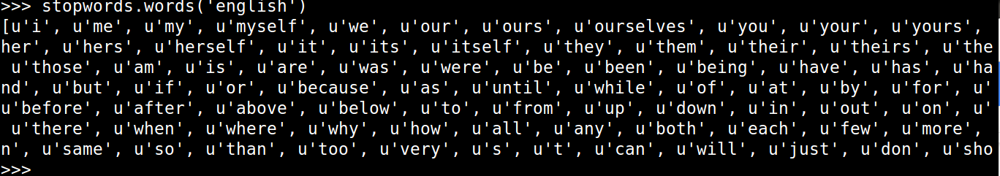 >>> stopwords.words('english')
[u'i', u'me', u'my', u'myself', u'we', u'our', u'ours', u'ourselves', u'you', u'your', u'yours',
her', u'hers', u'herself', u'it', u'its', u'itself', u'they', u'them', u'their', u'theirs', u'the
u'those', u'am', u'is', u'are', u'was', u'were', u'be', u'been', u'being', u'have', u'has', u'ha
nd', u'but', u'if', u'or', u'because', u'as', u'until', u'while', u'of', u'at', u'by', u'for', u'
u'before', u'after', u'above', u'below', u'to', u'from', u'up', u'down', u'in', u'out', u'on', u'
u'there', u'when', u'where', u'why', u'how', u'all', u'any', u'both', u'each', u'few', u'more',
n', u'same', u'so', u'than', u'too', u'very', u's', u't', u'can', u'will', u'just', u'don', u'sho
>>>